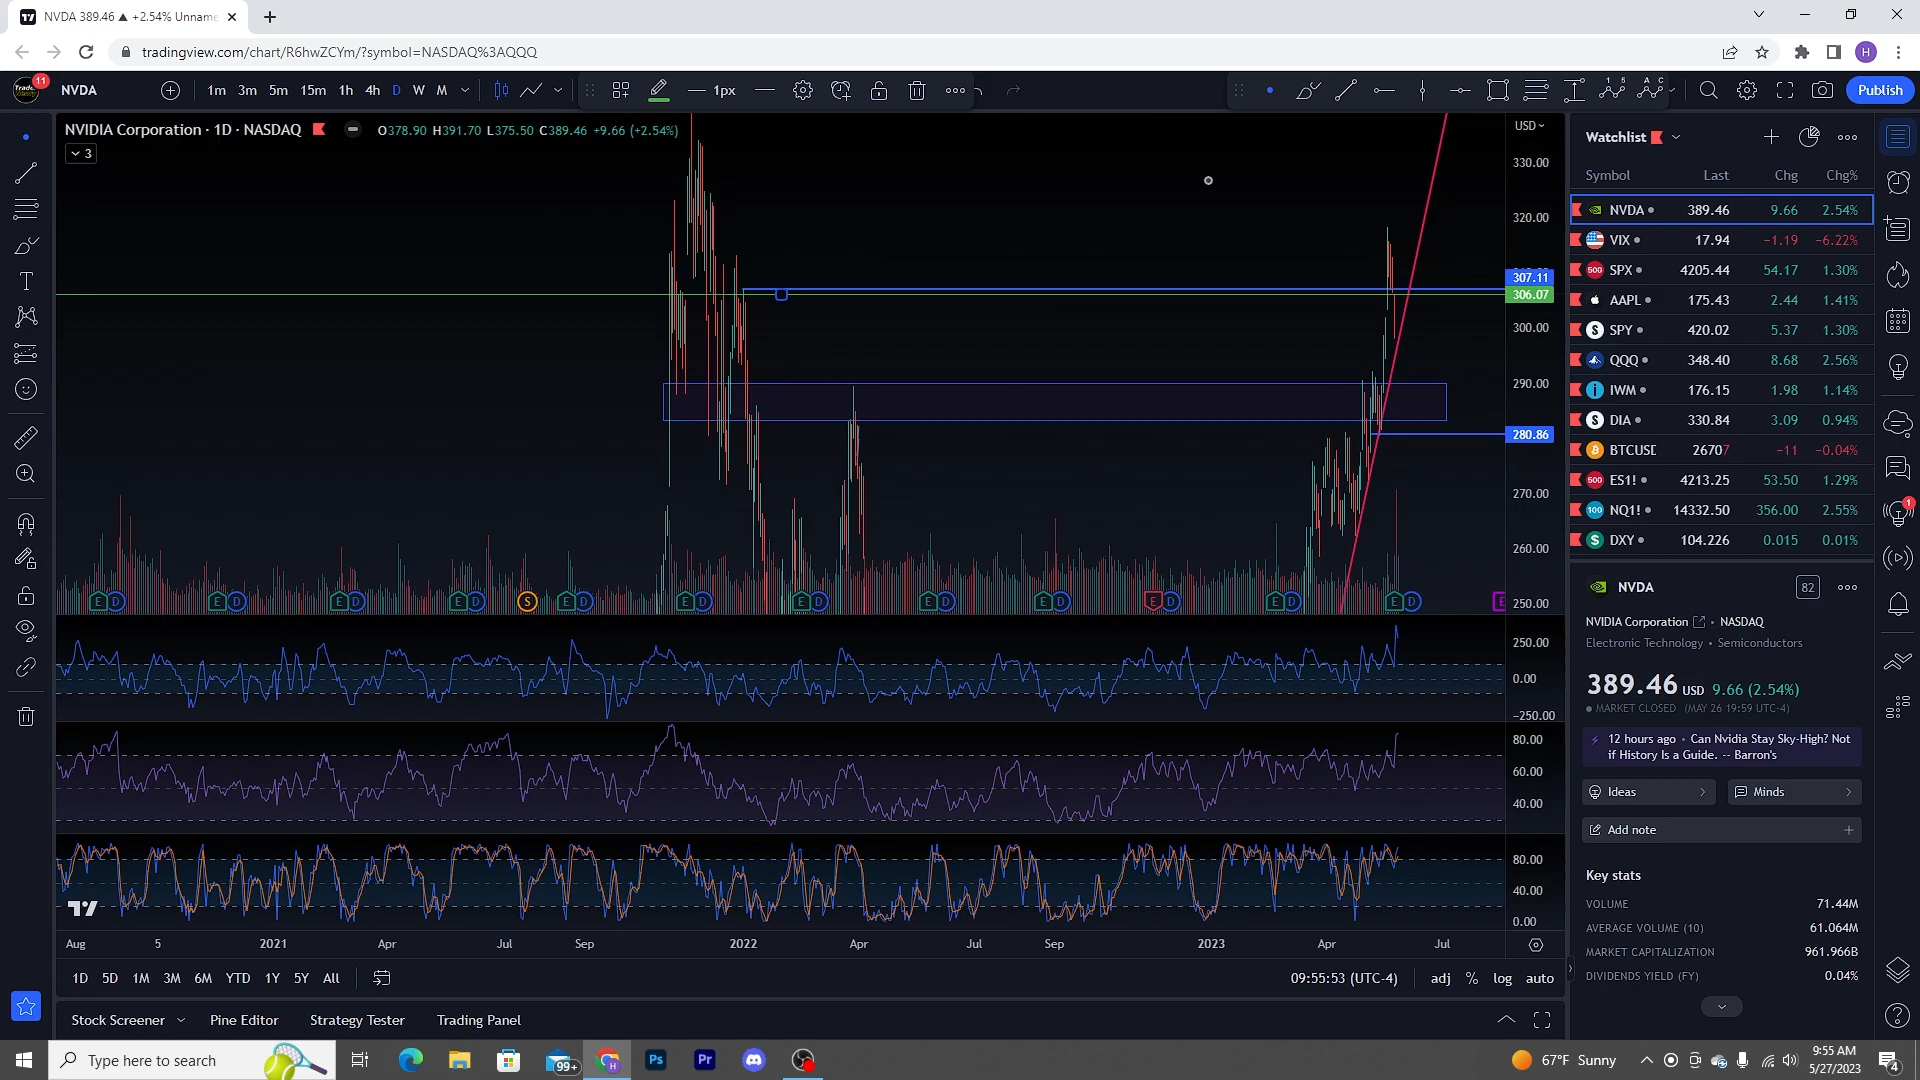 NVDA 389.46 ▲ +2.54% Unname
tradingview.com/chart/R6hwZCYm/?symbol=NASDAQ%3AQQQ
H
11
NVDA
1m 3m 5m 15m 1h 4h D W M
1px
Publish
NVIDIA Corporation · 1D · NASDAQ
O378.90 H391.70 L375.50 C389.46 +9.66 (+2.54%)
3
USD
330.00
320.00
307.11
306.07
300.00
290.00
280.86
270.00
260.00
250.00
E D E D E D E D S E D E D E D E D E D E D E D E D E
250.00
0.00
−250.00
80.00
60.00
40.00
80.00
40.00
0.00
Aug 5 2021 Apr Jul Sep 2022 Apr Jul Sep 2023 Apr Jul
1D 5D 1M 3M 6M YTD 1Y 5Y All
09:55:53 (UTC-4) adj % log auto
Stock Screener Pine Editor Strategy Tester Trading Panel
Watchlist
Symbol Last Chg Chg%
NVDA 389.46 9.66 2.54%
VIX 17.94 −1.19 −6.22%
SPX 4205.44 54.17 1.30%
AAPL 175.43 2.44 1.41%
SPY 420.02 5.37 1.30%
QQQ 348.40 8.68 2.56%
IWM 176.15 1.98 1.14%
DIA 330.84 3.09 0.94%
BTCUSD 26707 −11 −0.04%
ES1! 4213.25 53.50 1.29%
NQ1! 14332.50 356.00 2.55%
DXY 104.226 0.015 0.01%
NVDA
82
NVIDIA Corporation • NASDAQ
Electronic Technology • Semiconductors
389.46 USD 9.66 (2.54%)
MARKET CLOSED (MAY 26 19:59 UTC-4)
12 hours ago • Can Nvidia Stay Sky-High? Not
if History Is a Guide. -- Barron's
Ideas
Minds
Add note
Key stats
VOLUME 71.44M
AVERAGE VOLUME (10) 61.064M
MARKET CAPITALIZATION 961.966B
DIVIDENDS YIELD (FY) 0.04%
1
Type here to search
99+
Ps
Pr
67°F Sunny
9:55 AM
5/27/2023
4